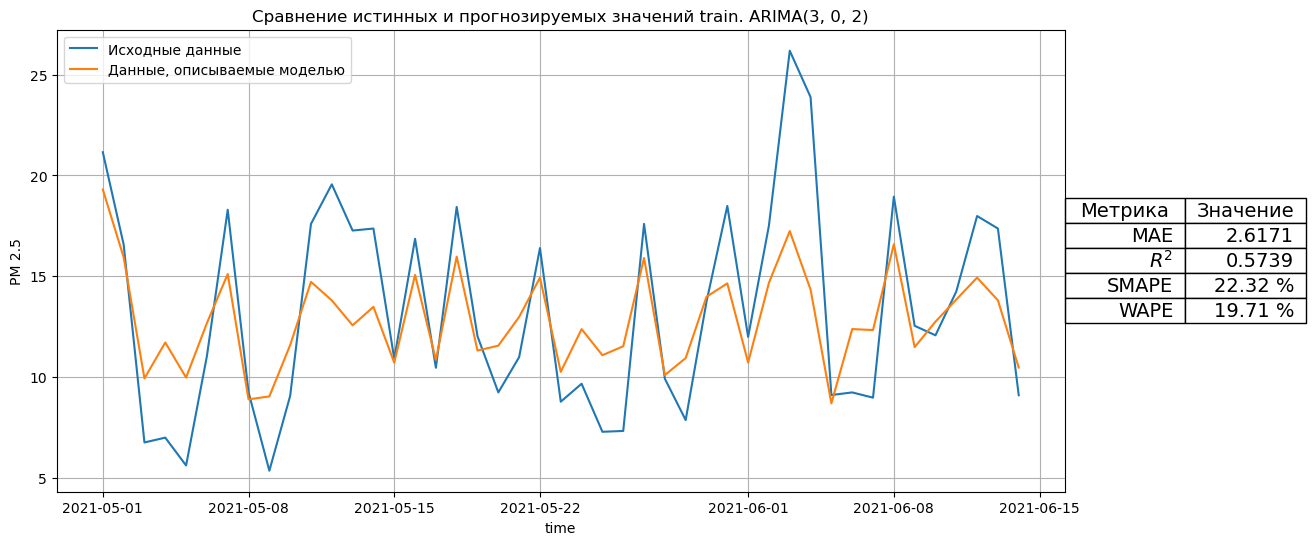 Сравнение истинных и прогнозируемых значений train. ARIMA(3, 0, 2)
Исходные данные
Данные, описываемые моделью
PM 2.5
25
20
15
10
5
2021-05-01 2021-05-08 2021-05-15 2021-05-22 2021-06-01 2021-06-08 2021-06-15
time
Метрика Значение
MAE 2.6171
R² 0.5739
SMAPE 22.32 %
WAPE 19.71 %